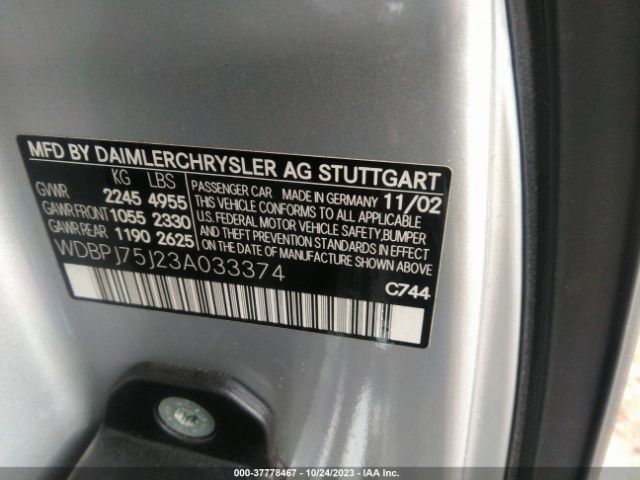 MFD BY DAIMLERCHRYSLER AG STUTTGART
KG LBS
GVWR 2245 4955
GAWR FRONT 1055 2330
GAWR REAR 1190 2625
PASSENGER CAR MADE IN GERMANY 11/02
THIS VEHICLE CONFORMS TO ALL APPLICABLE
U.S. FEDERAL MOTOR VEHICLE SAFETY, BUMPER
AND THEFT PREVENTION STANDARDS IN EFFECT
ON THE DATE OF MANUFACTURE SHOWN ABOVE.
WDBPJ75J23A033374
C744
000-37778467 - 10/24/2023 - IAA Inc.